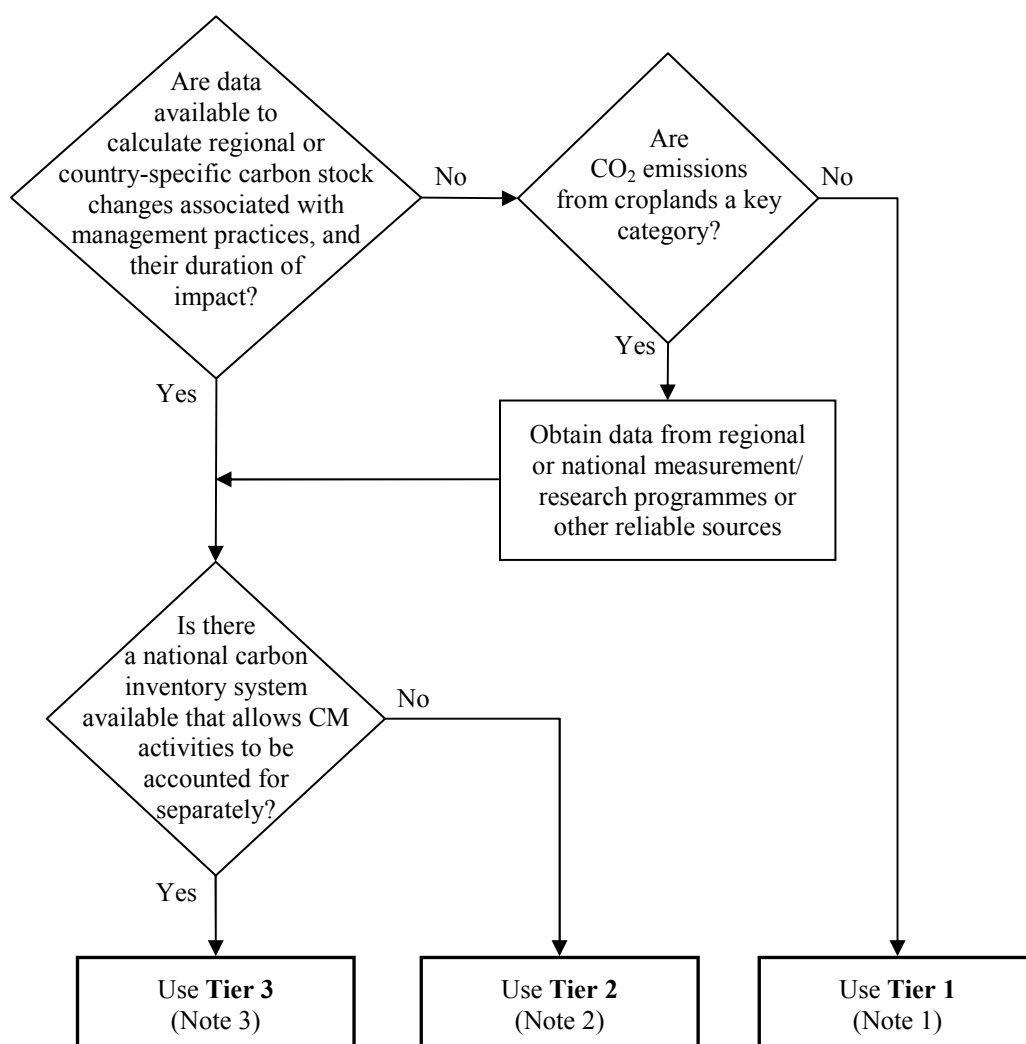 Are data
available to
calculate regional or
country-specific carbon stock
changes associated with
management practices, and
their duration of
impact?
No
Are
CO₂ emissions
from croplands a key
category?
No
Yes
Yes
Obtain data from regional
or national measurement/
research programmes or
other reliable sources
Is there
a national carbon
inventory system
available that allows CM
activities to be
accounted for
separately?
No
Yes
Use Tier 3
(Note 3)
Use Tier 2
(Note 2)
Use Tier 1
(Note 1)